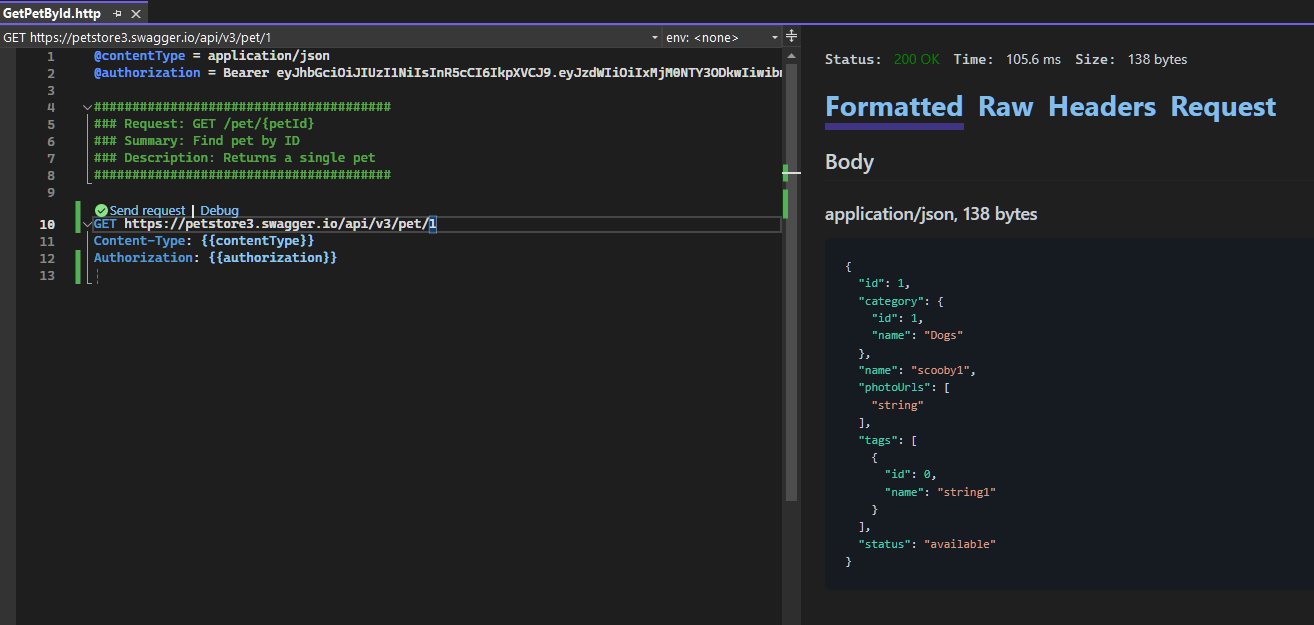 GetPetById.http
GET https://petstore3.swagger.io/api/v3/pet/1
env: <none>
1 @contentType = application/json
2 @authorization = Bearer eyJhbGciOiJIUzI1NiIsInR5cCI6IkpXVCJ9.eyJzdWIiOiIxMjM0NTY3ODkwIiwibm
3
4 #######################################
5 ### Request: GET /pet/{petId}
6 ### Summary: Find pet by ID
7 ### Description: Returns a single pet
8 #######################################
9
Send request | Debug
10 GET https://petstore3.swagger.io/api/v3/pet/1
11 Content-Type: {{contentType}}
12 Authorization: {{authorization}}
13
Status: 200 OK Time: 105.6 ms Size: 138 bytes
Formatted Raw Headers Request
Body
application/json, 138 bytes
{
  "id": 1,
  "category": {
    "id": 1,
    "name": "Dogs"
  },
  "name": "scooby1",
  "photoUrls": [
    "string"
  ],
  "tags": [
    {
      "id": 0,
      "name": "string1"
    }
  ],
  "status": "available"
}